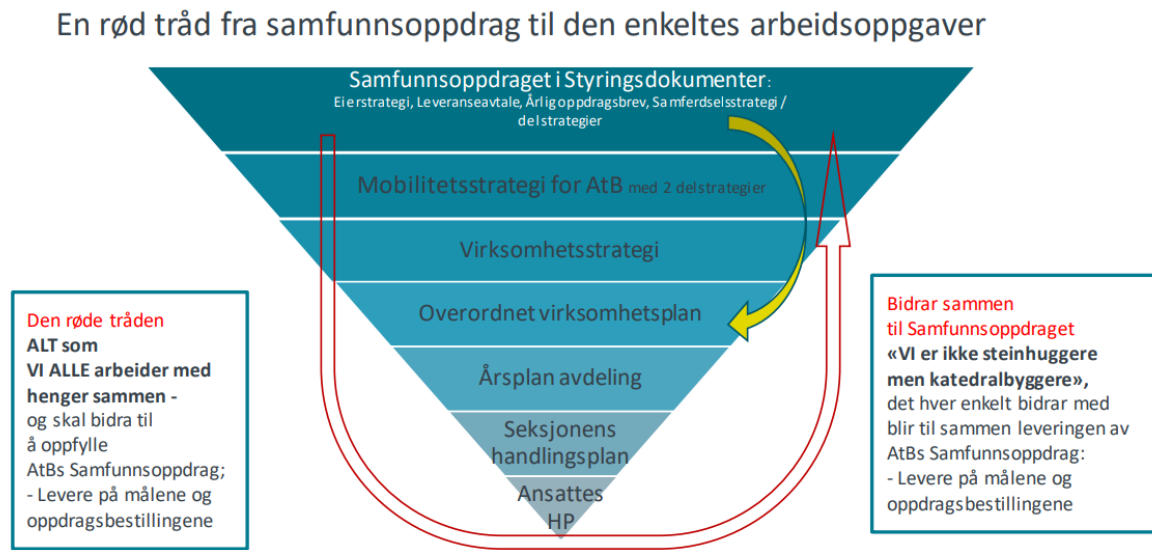 En rød tråd fra samfunnsoppdrag til den enkeltes arbeidsoppgaver
Samfunnsoppdraget i Styringsdokumenter:
Eierstrategi, Leveranseavtale, Årlig oppdragsbrev, Samferdselsstrategi /
delstrategier
Mobilitetsstrategi for AtB med 2 delstrategier
Virksomhetsstrategi
Overordnet virksomhetsplan
Årsplan avdeling
Seksjonens
handlingsplan
Ansattes
HP
Den røde tråden
ALT som
VI ALLE arbeider med
henger sammen -
og skal bidra til
å oppfylle
AtBs Samfunnsoppdrag;
- Levere på målene og
oppdragsbestillingene
Bidrar sammen
til Samfunnsoppdraget
«VI er ikke steinhuggere
men katedralbyggere»,
det hver enkelt bidrar med
blir til sammen leveringen av
AtBs Samfunnsoppdrag:
- Levere på målene og
oppdragsbestillingene